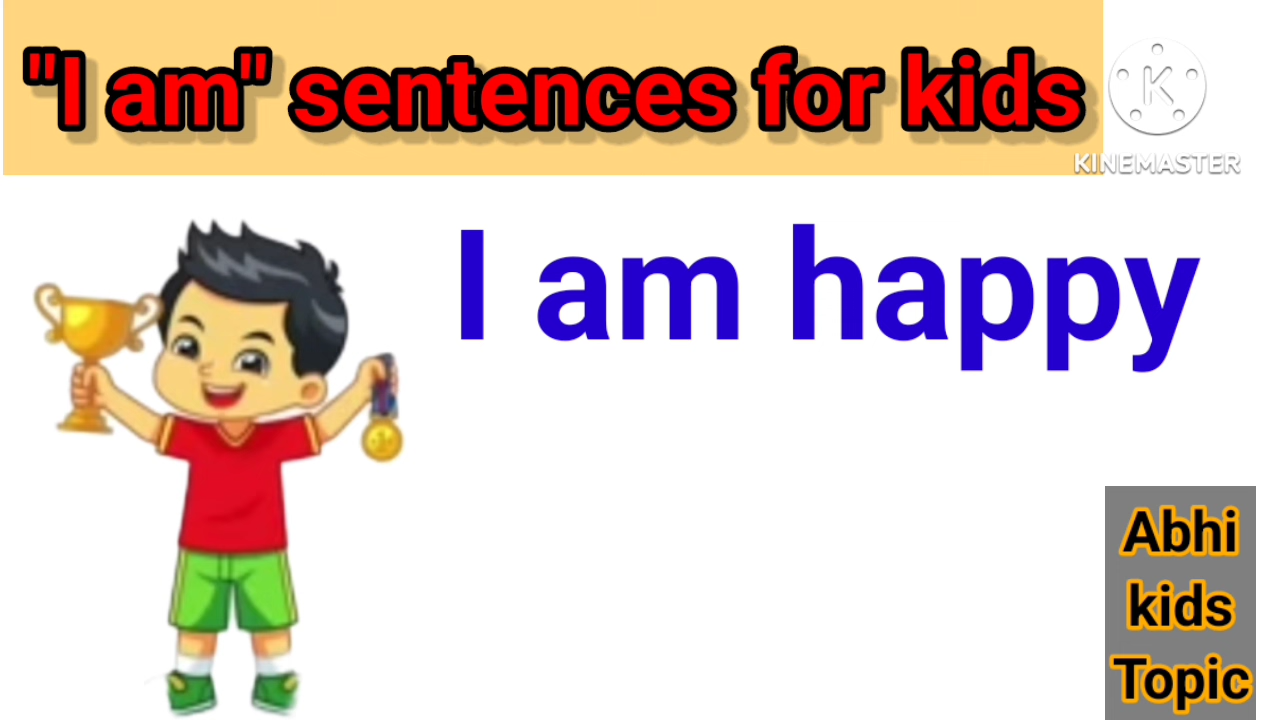 "I am" sentences for kids
K
KINEMASTER
I am happy
Abhi
kids
Topic